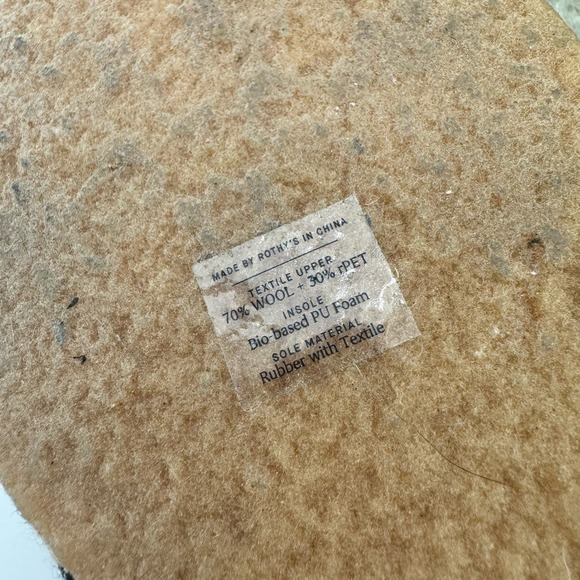 MADE BY ROTHY'S IN CHINA
TEXTILE UPPER
70% WOOL + 30% rPET
INSOLE
Bio-based PU Foam
SOLE MATERIAL
Rubber with Textile